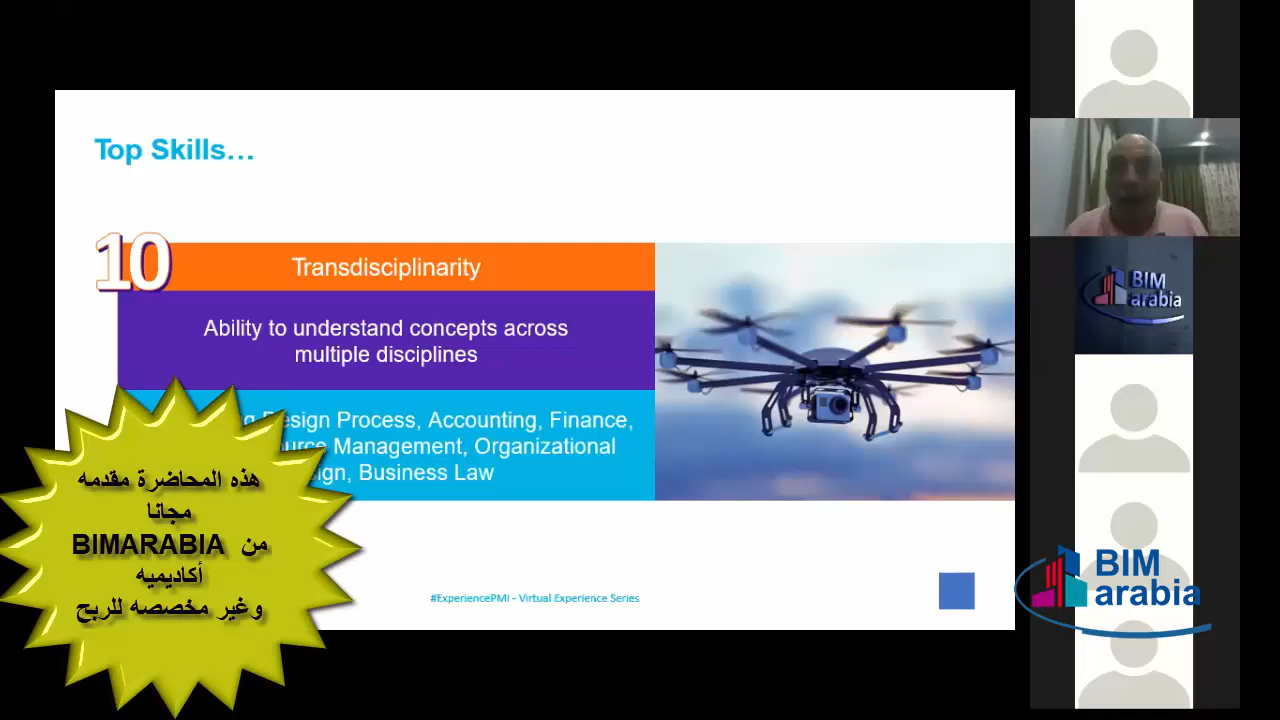 Top Skills…
10
Transdisciplinarity
Ability to understand concepts across
multiple disciplines
Design Process, Accounting, Finance,
Management, Organizational
Business Law
#ExperiencePMI - Virtual Experience Series
هذه المحاضرة مقدمه
مجانا
من BIMARABIA
أكاديميه
وغير مخصصه للربح
BIM
arabia
BIM
arabia